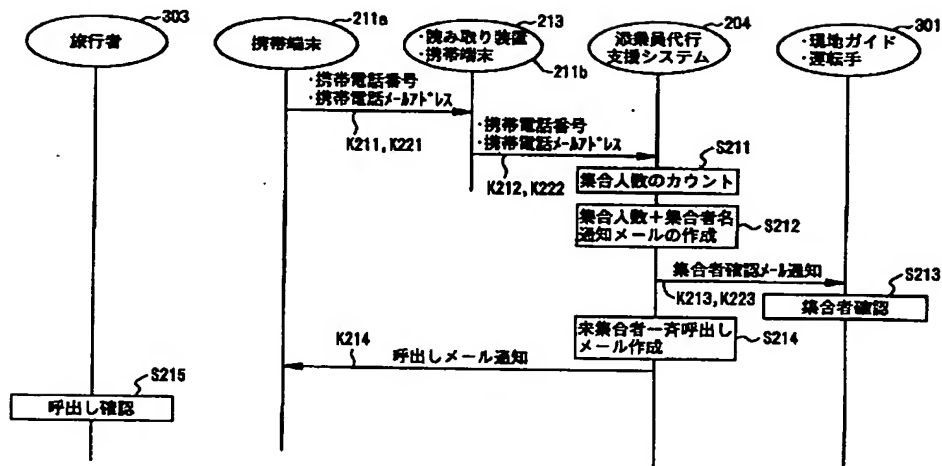 303
旅行者
211a
携帯端末
213
・読み取り装置
・携帯端末
211b
204
添乗員代行
支援システム
301
・現地ガイド
・運転手
・携帯電話番号
・携帯電話メールアドレス
K211, K221
・携帯電話番号
・携帯電話メールアドレス
K212, K222
S211
集合人数のカウント
集合人数+集合者名
通知メールの作成
S212
集合者確認メール通知
K213, K223
S213
集合者確認
未集合者一斉呼出し
メール作成
S214
K214
呼出しメール通知
S215
呼出し確認